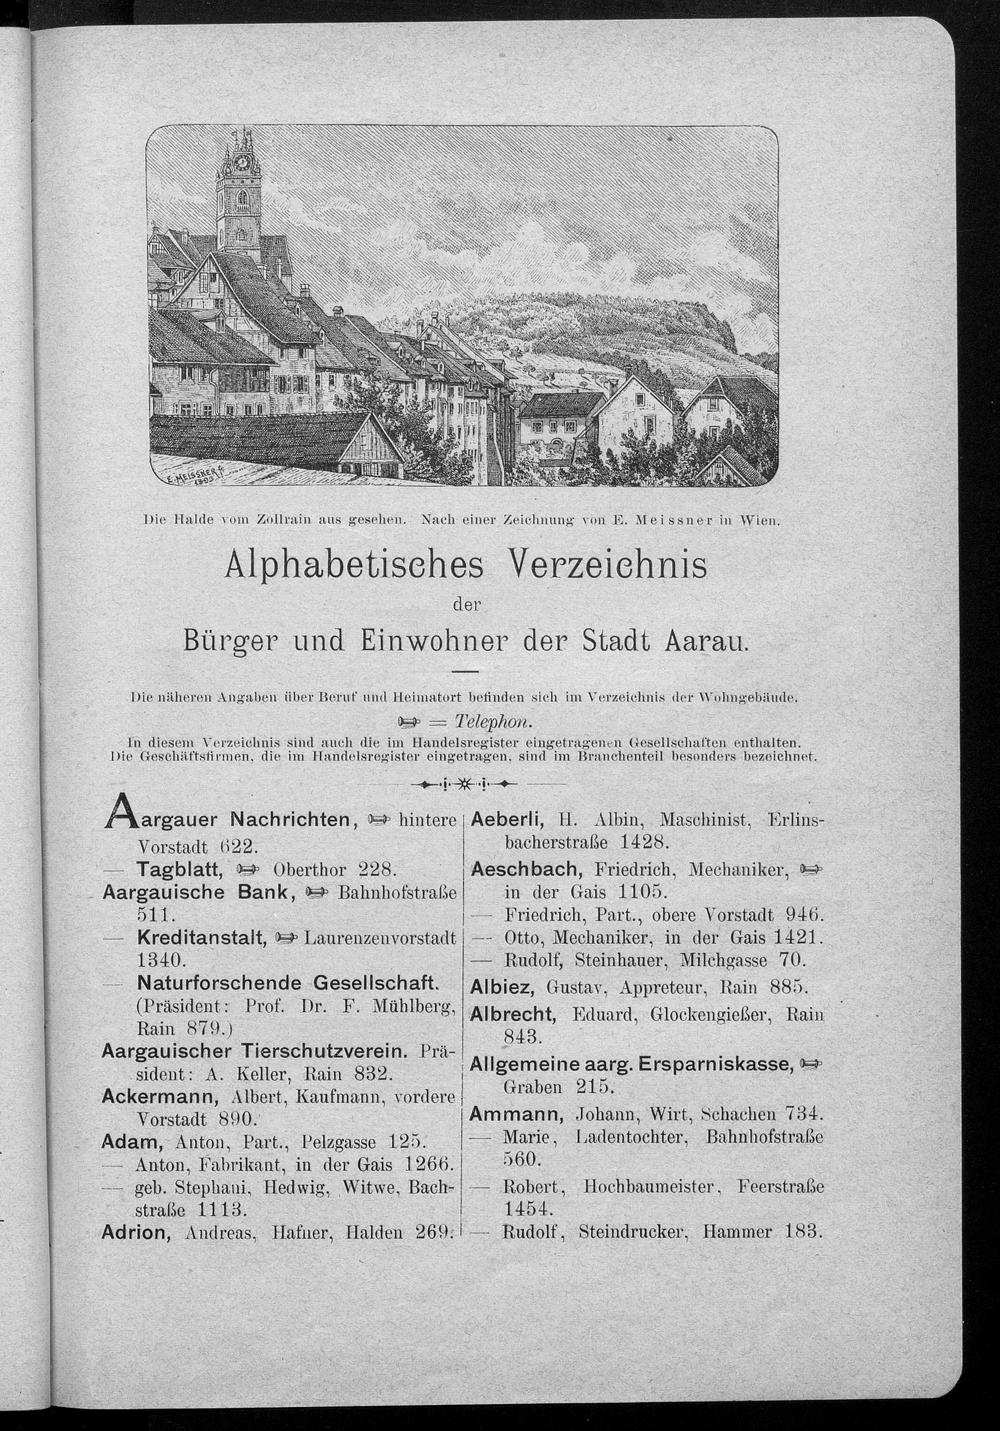 E. MEISSNER f.
1903
Die Halde vom Zollrain aus gesehen. Nach einer Zeichnung von E. Meissner in Wien.
Alphabetisches Verzeichnis
der
Bürger und Einwohner der Stadt Aarau.
Die näheren Angaben über Beruf und Heimatort befinden sich im Verzeichnis der Wohngebäude.
= Telephon.
In diesem Verzeichnis sind auch die im Handelsregister eingetragenen Gesellschaften enthalten.
Die Geschäftsfirmen, die im Handelsregister eingetragen, sind im Branchenteil besonders bezeichnet.
Aargauer Nachrichten, hintere
Vorstadt 622.
— Tagblatt, Oberthor 228.
Aargauische Bank, Bahnhofstraße
511.
— Kreditanstalt, Laurenzenvorstadt
1340.
— Naturforschende Gesellschaft.
(Präsident: Prof. Dr. F. Mühlberg,
Rain 879.)
Aargauischer Tierschutzverein. Prä-
sident: A. Keller, Rain 832.
Ackermann, Albert, Kaufmann, vordere
Vorstadt 890.
Adam, Anton, Part., Pelzgasse 125.
— Anton, Fabrikant, in der Gais 1266.
— geb. Stephani, Hedwig, Witwe, Bach-
straße 1113.
Adrion, Andreas, Hafner, Halden 269.
Aeberli, H. Albin, Maschinist, Erlins-
bacherstraße 1428.
Aeschbach, Friedrich, Mechaniker,
in der Gais 1105.
— Friedrich, Part., obere Vorstadt 946.
— Otto, Mechaniker, in der Gais 1421.
— Rudolf, Steinhauer, Milchgasse 70.
Albiez, Gustav, Appreteur, Rain 885.
Albrecht, Eduard, Glockengießer, Rain
843.
Allgemeine aarg. Ersparniskasse,
Graben 215.
Ammann, Johann, Wirt, Schachen 734.
— Marie, Ladentochter, Bahnhofstraße
560.
— Robert, Hochbaumeister, Feerstraße
1454.
— Rudolf, Steindrucker, Hammer 183.